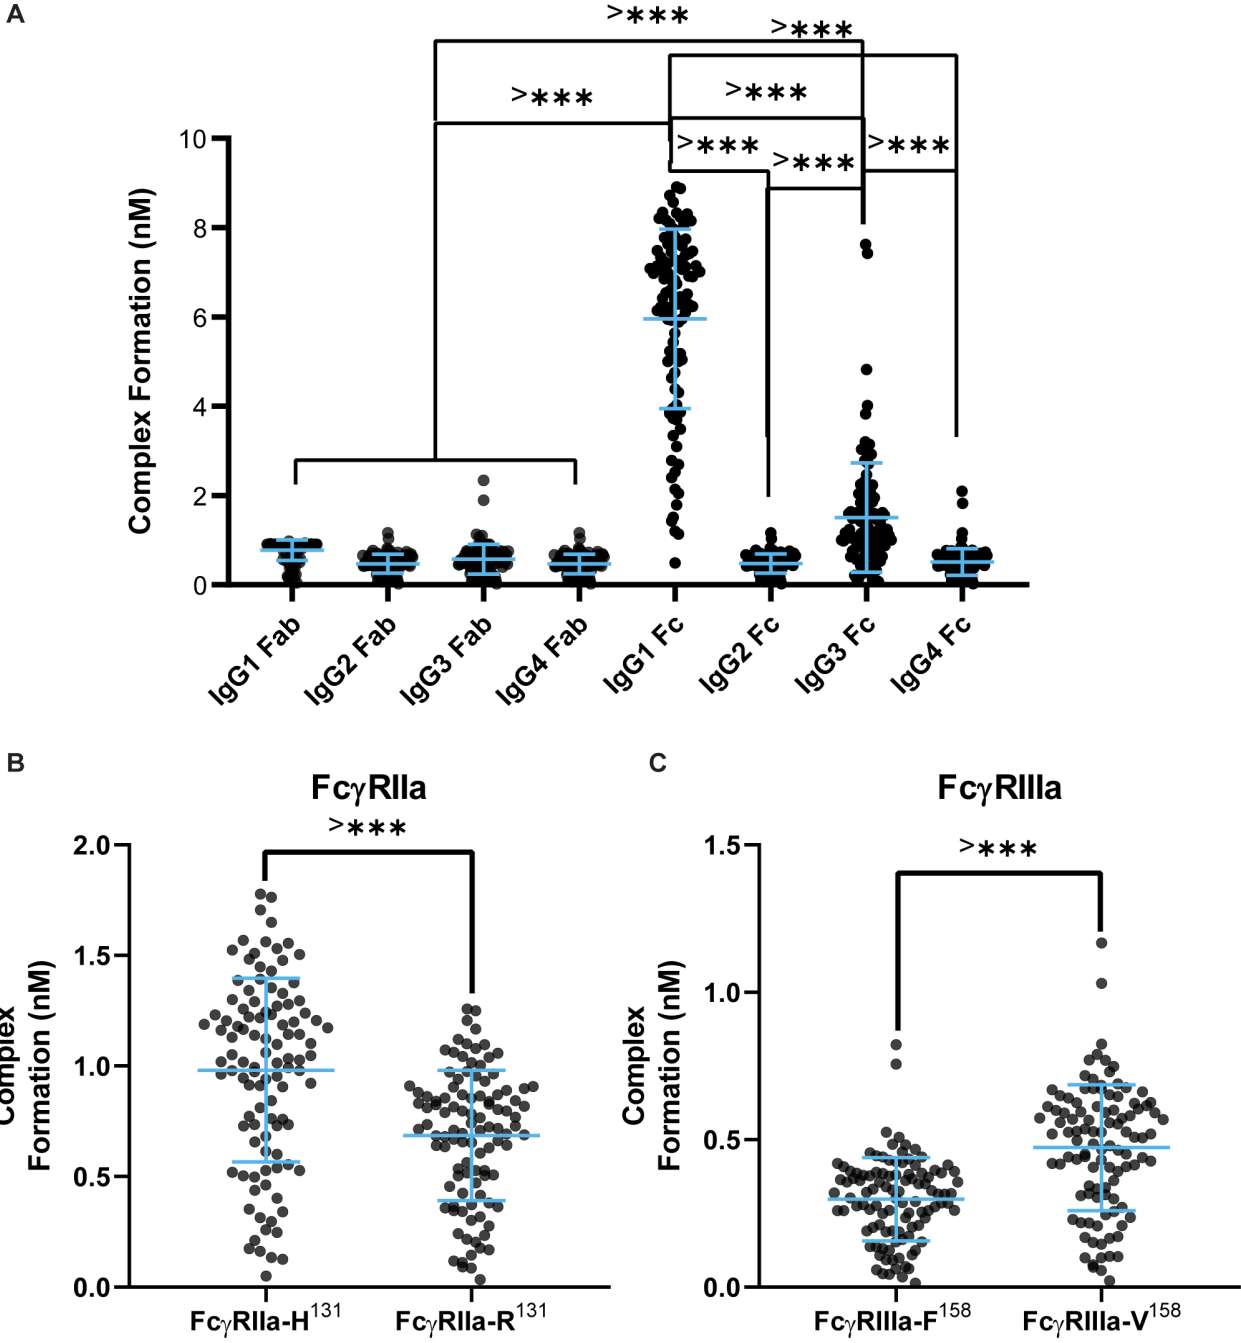 A
>***
>***
>***
>***
>***
>***
>***
Complex Formation (nM)
10
8
6
4
2
0
IgG1 Fab
IgG2 Fab
IgG3 Fab
IgG4 Fab
IgG1 Fc
IgG2 Fc
IgG3 Fc
IgG4 Fc
B
FcγRIIa
>***
Complex
Formation (nM)
2.0
1.5
1.0
0.5
0.0
FcγRIIa-H131
FcγRIIa-R131
C
FcγRIIIa
>***
Complex
Formation (nM)
1.5
1.0
0.5
0.0
FcγRIIIa-F158
FcγRIIIa-V158